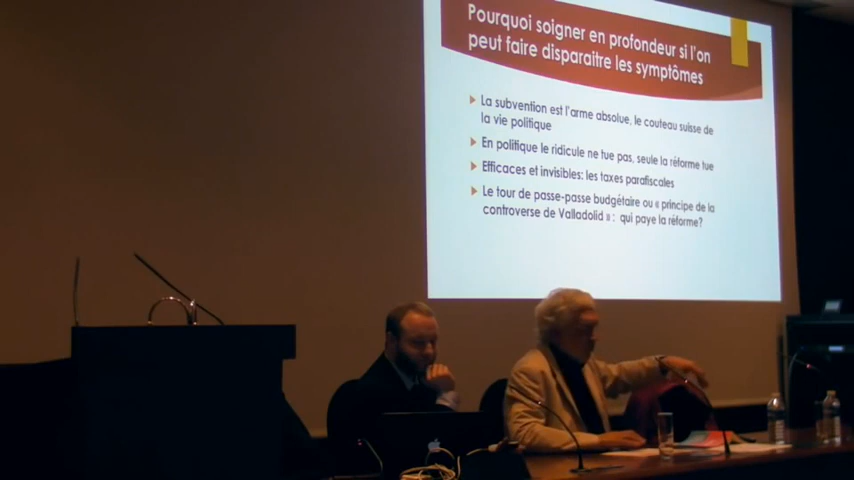 Pourquoi soigner en profondeur si l'on
peut faire disparaitre les symptômes
La subvention est l'arme absolue, le couteau suisse de
la vie politique
En politique le ridicule ne tue pas, seule la réforme tue
Efficaces et invisibles: les taxes parafiscales
Le tour de passe-passe budgétaire ou « principe de la
controverse de Valladolid » : qui paye la réforme?